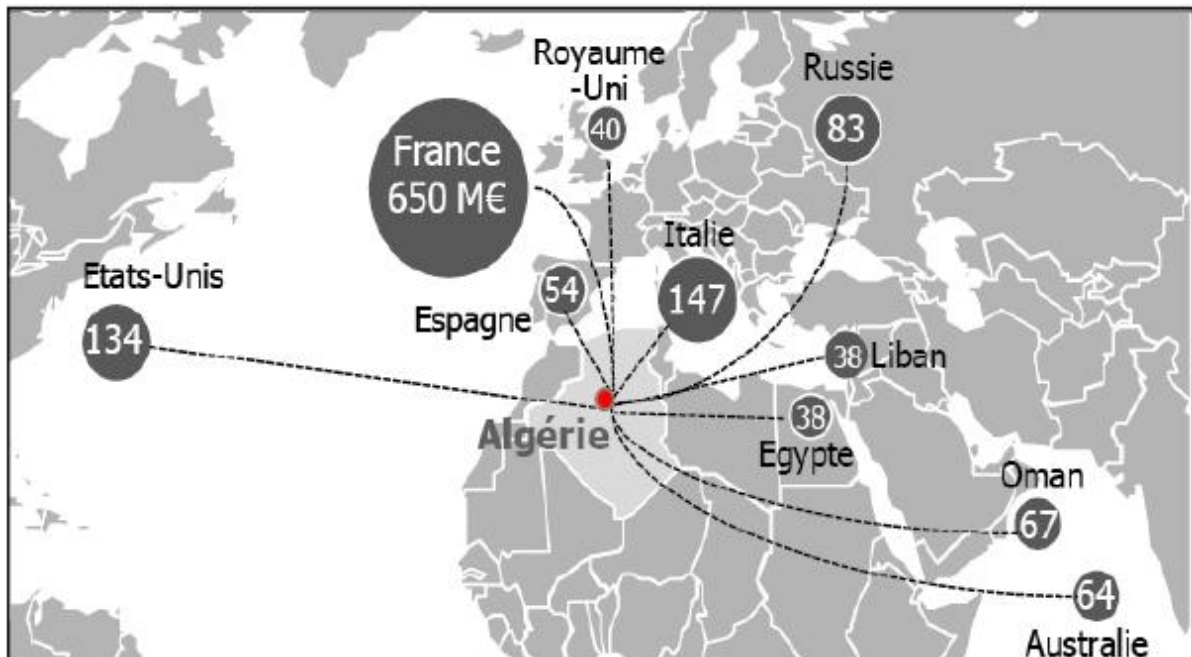 Royaume
-Uni
40
Russie
83
France
650 M€
Italie
147
Etats-Unis
134
54
Espagne
38 Liban
Algérie
38
Egypte
Oman
67
64
Australie